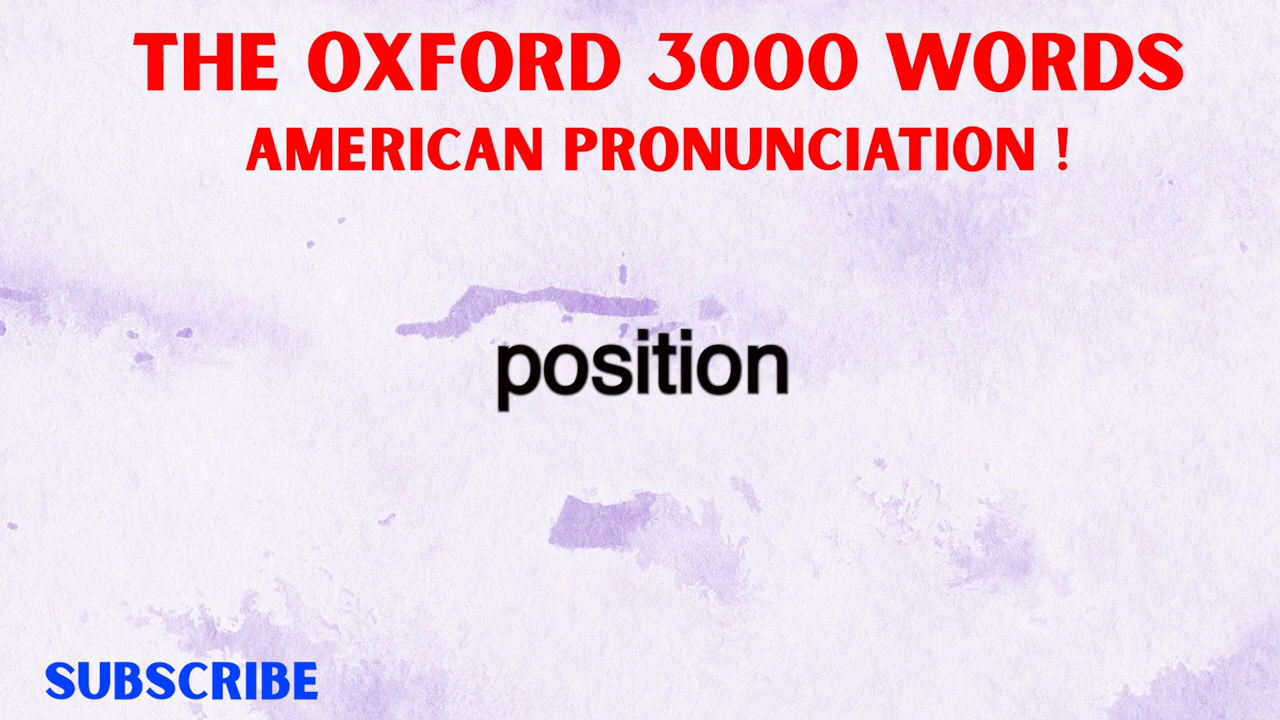 THE OXFORD 3000 WORDS
AMERICAN PRONUNCIATION !
position
SUBSCRIBE